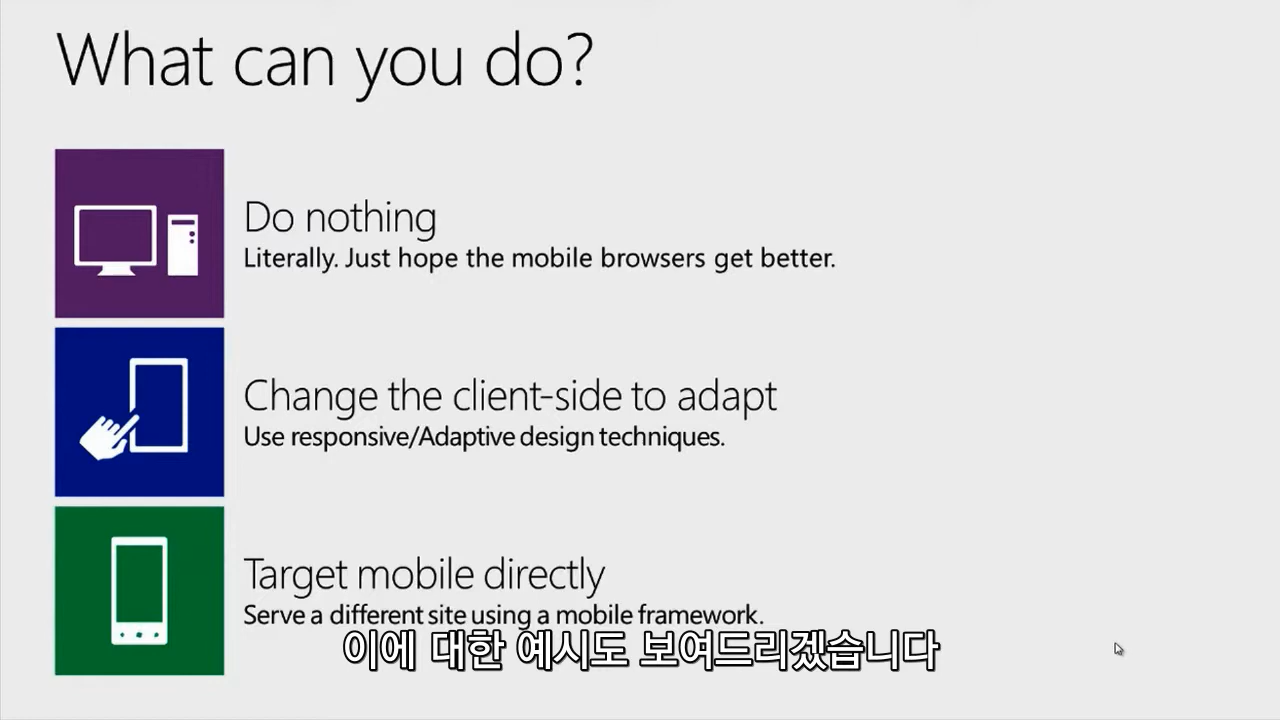 What can you do?
Do nothing
Literally. Just hope the mobile browsers get better.
Change the client-side to adapt
Use responsive/Adaptive design techniques.
Target mobile directly
Serve a different site using a mobile framework.
이에 대한 예시도 보여드리겠습니다